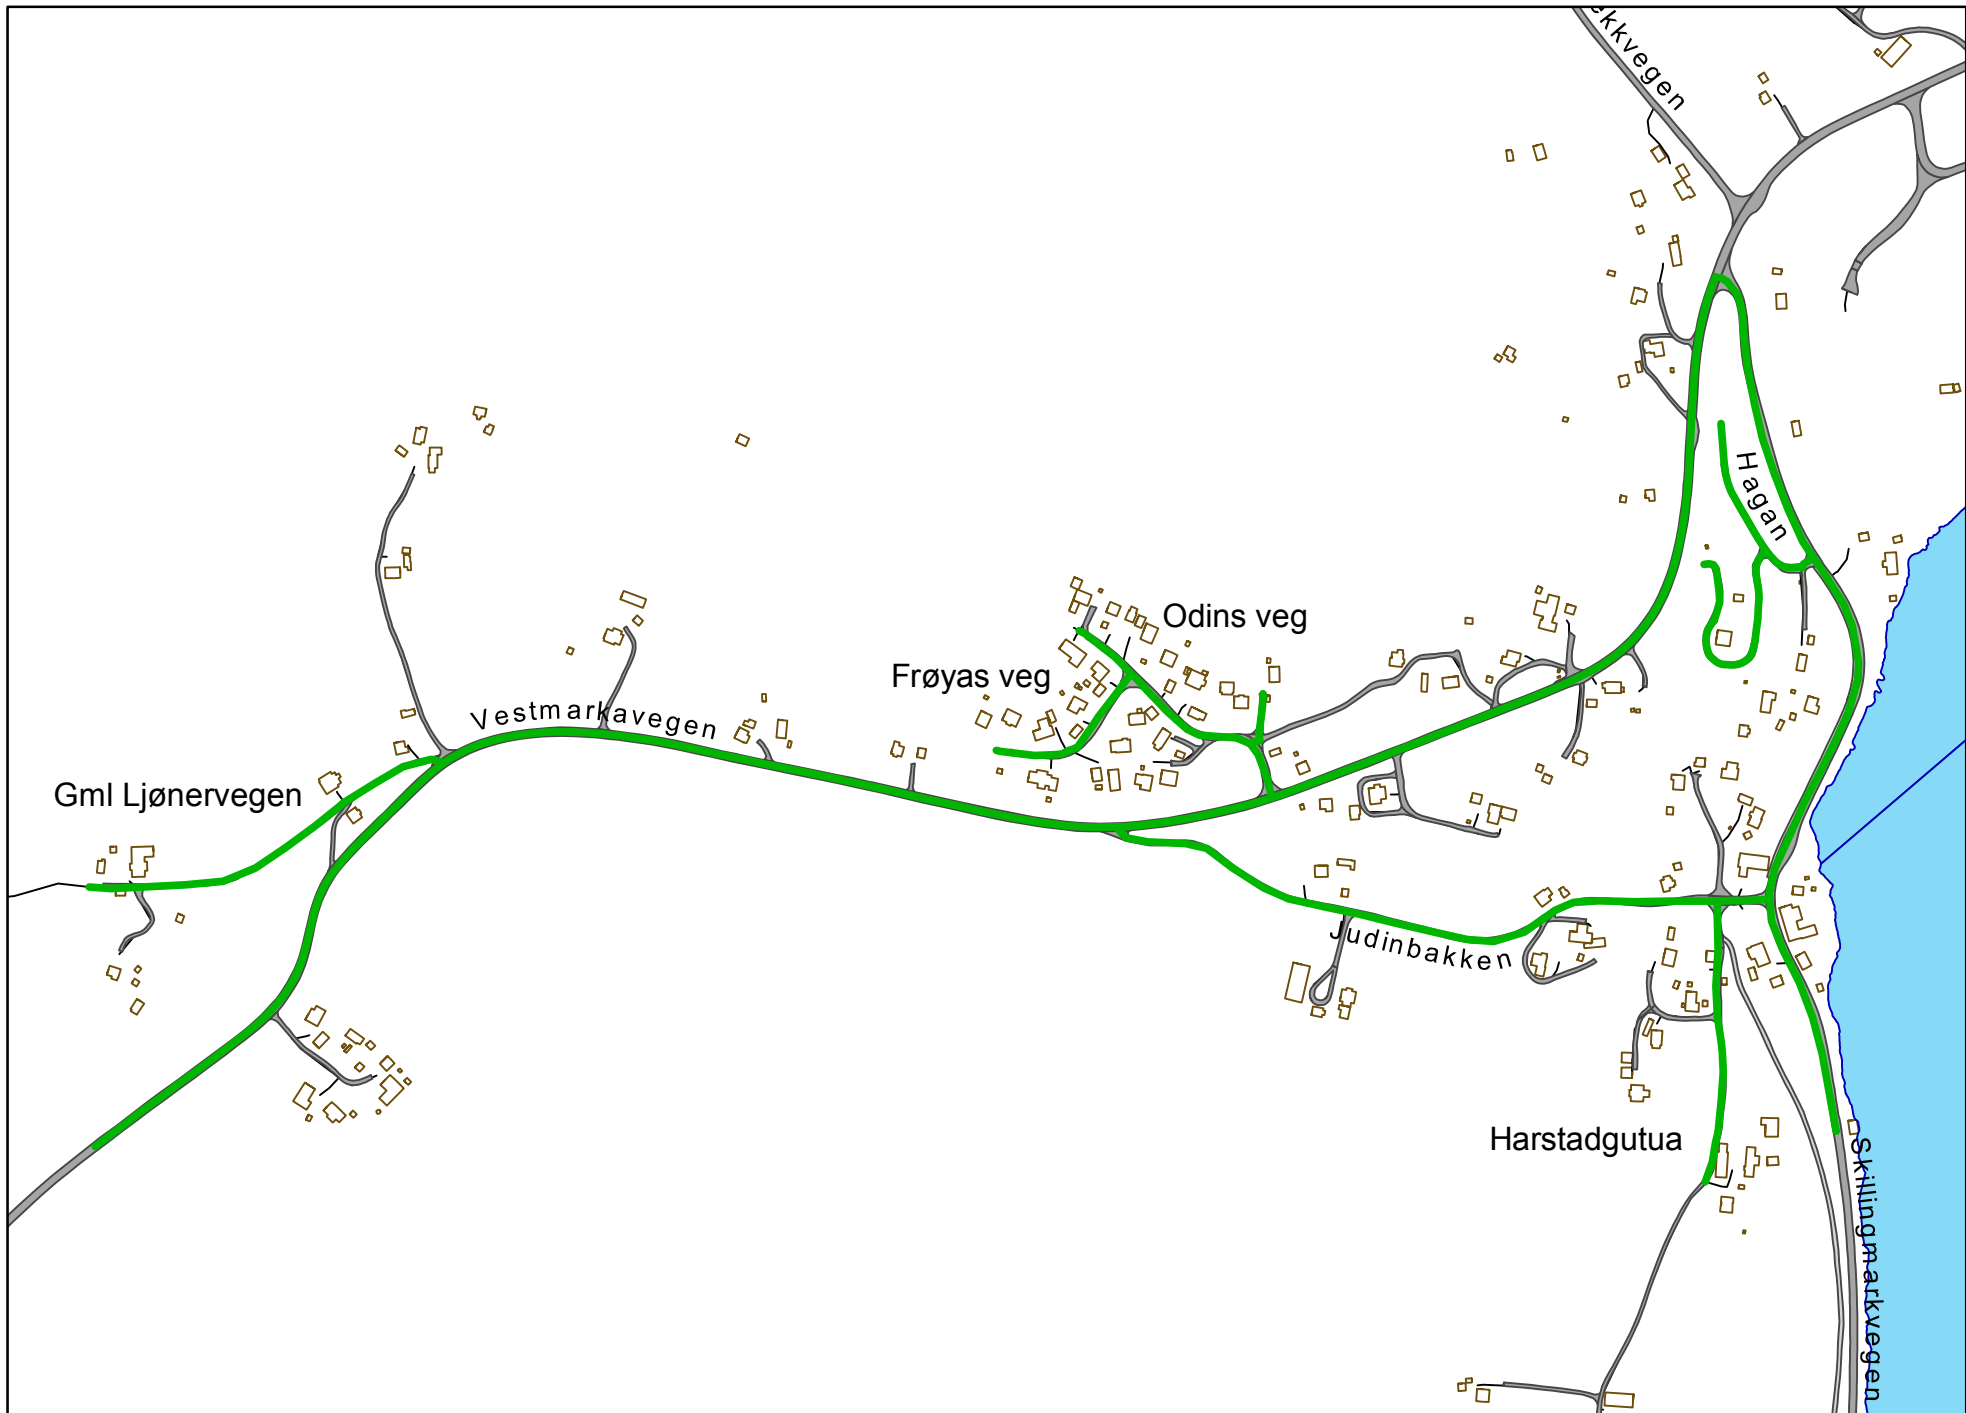 Hagan
Odins veg
Frøyas veg
Vestmarkavegen
Gml Ljønervegen
Judinbakken
Harstadgutua
Skillingmarkvegen